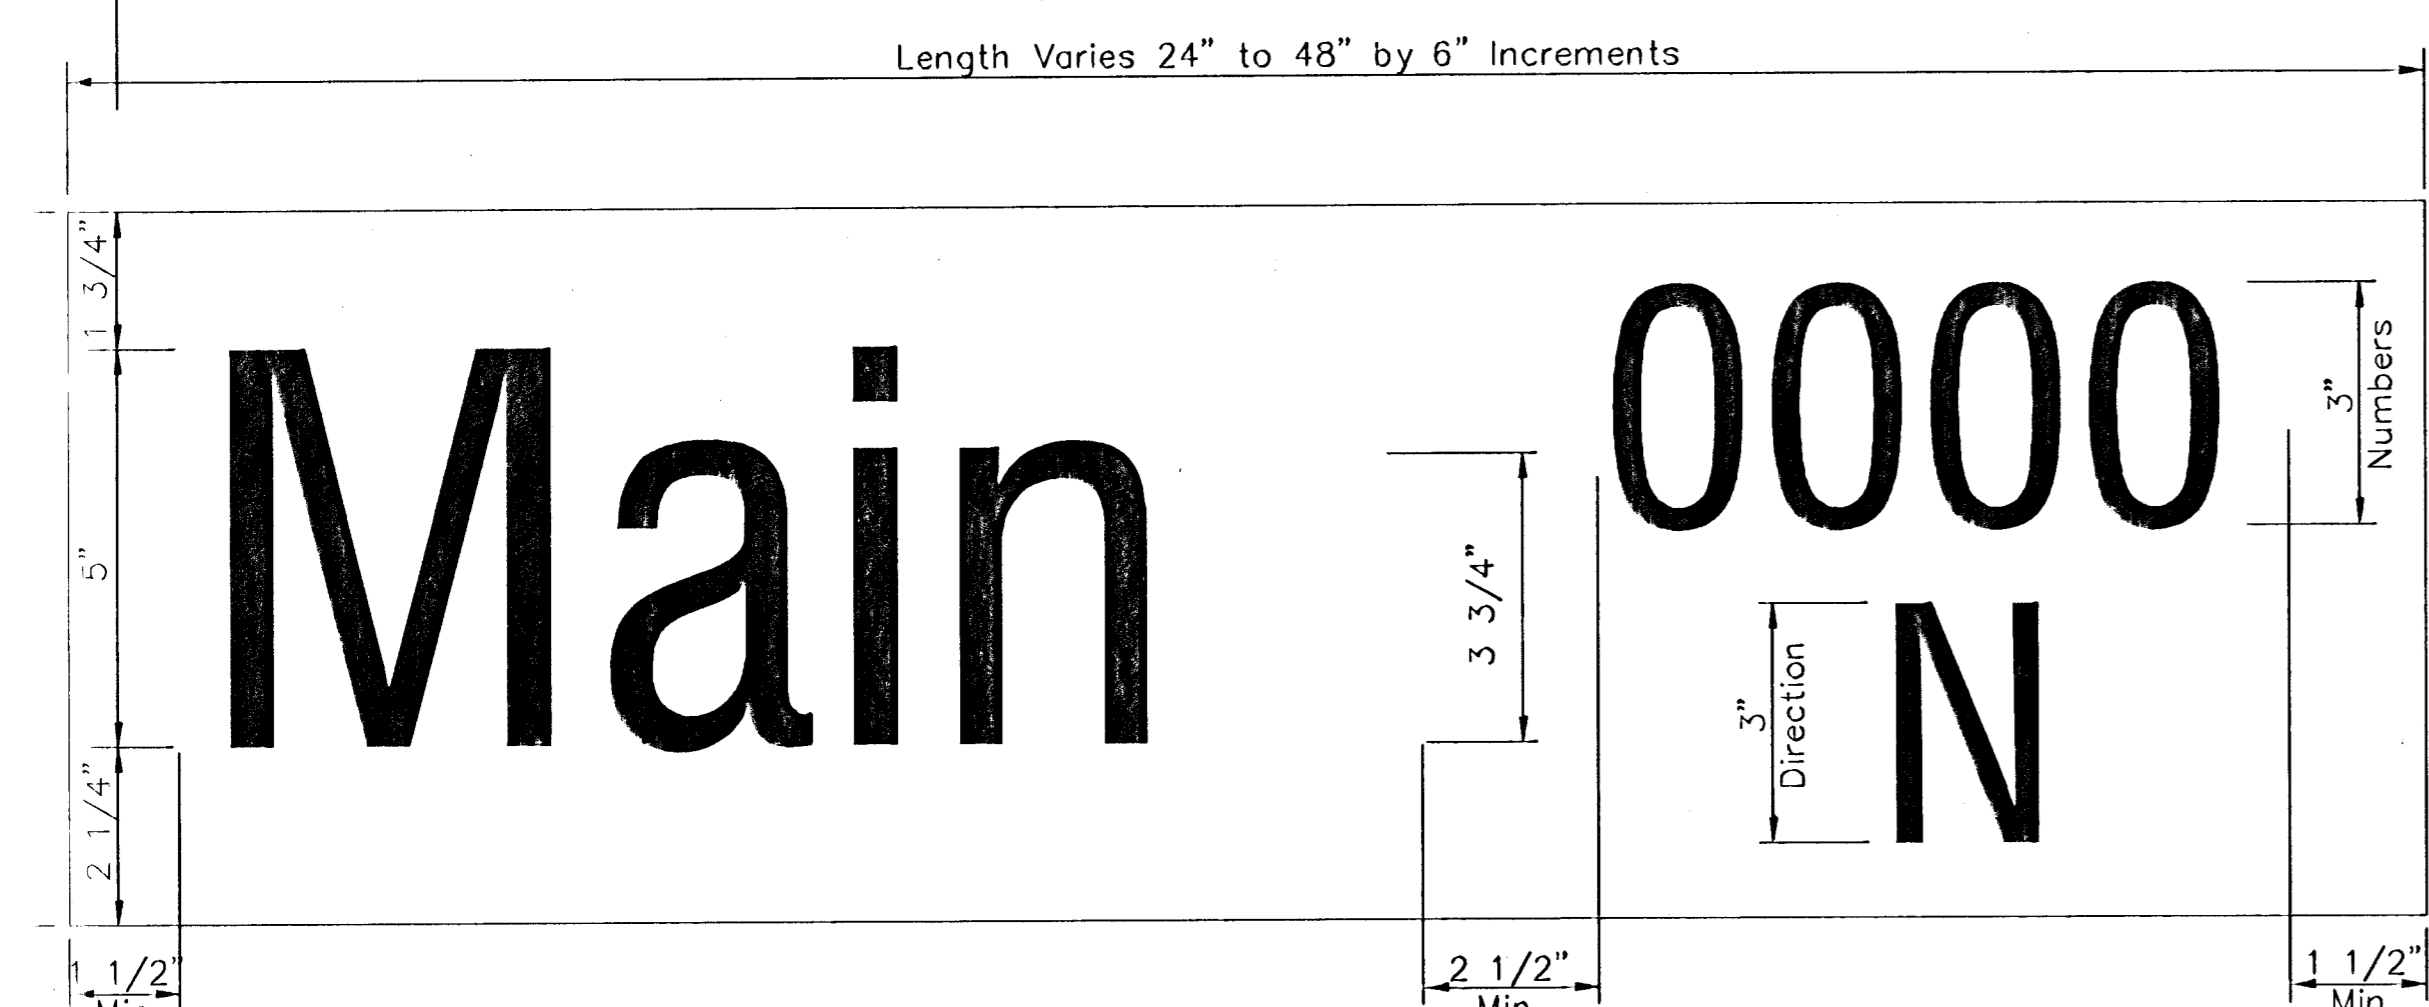 Length Varies 24" to 48" by 6" Increments
1 3/4"
5"
2 1/4"
Main
3 3/4"
0000
3"
Numbers
3"
Direction
N
1 1/2"
Min
2 1/2"
Min
1 1/2"
Min